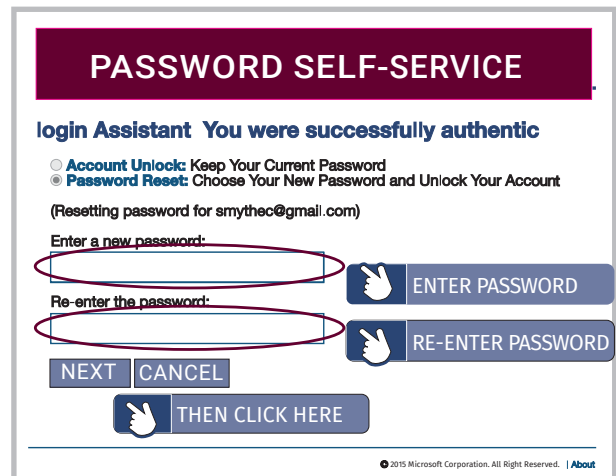 PASSWORD SELF-SERVICE
login Assistant You were successfully authentic
Account Unlock: Keep Your Current Password
Password Reset: Choose Your New Password and Unlock Your Account
(Resetting password for smythec@gmail.com)
Enter a new password:
ENTER PASSWORD
Re-enter the password:
RE-ENTER PASSWORD
NEXT CANCEL
THEN CLICK HERE
© 2015 Microsoft Corporation. All Right Reserved. | About